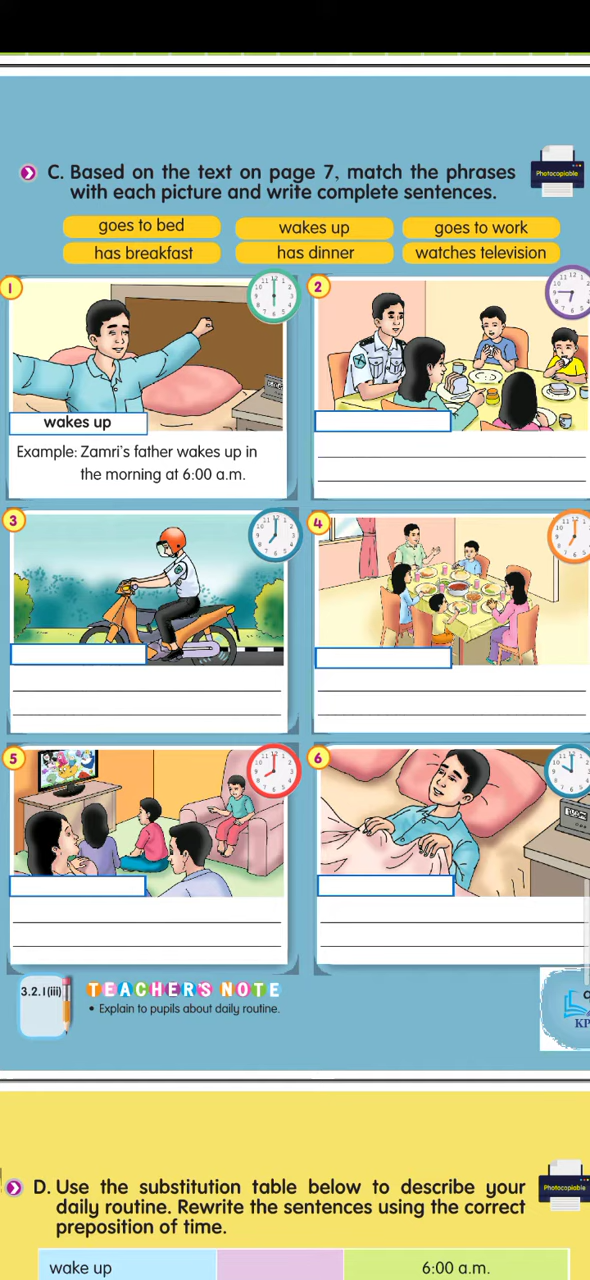 C. Based on the text on page 7, match the phrases
with each picture and write complete sentences.
Photocopiable
goes to bed
wakes up
goes to work
has breakfast
has dinner
watches television
1
wakes up
Example: Zamri's father wakes up in
the morning at 6:00 a.m.
2
3
4
5
6
3.2.1(iii)
TEACHER'S NOTE
• Explain to pupils about daily routine.
KP
D. Use the substitution table below to describe your
daily routine. Rewrite the sentences using the correct
preposition of time.
Photocopiable
wake up
6:00 a.m.